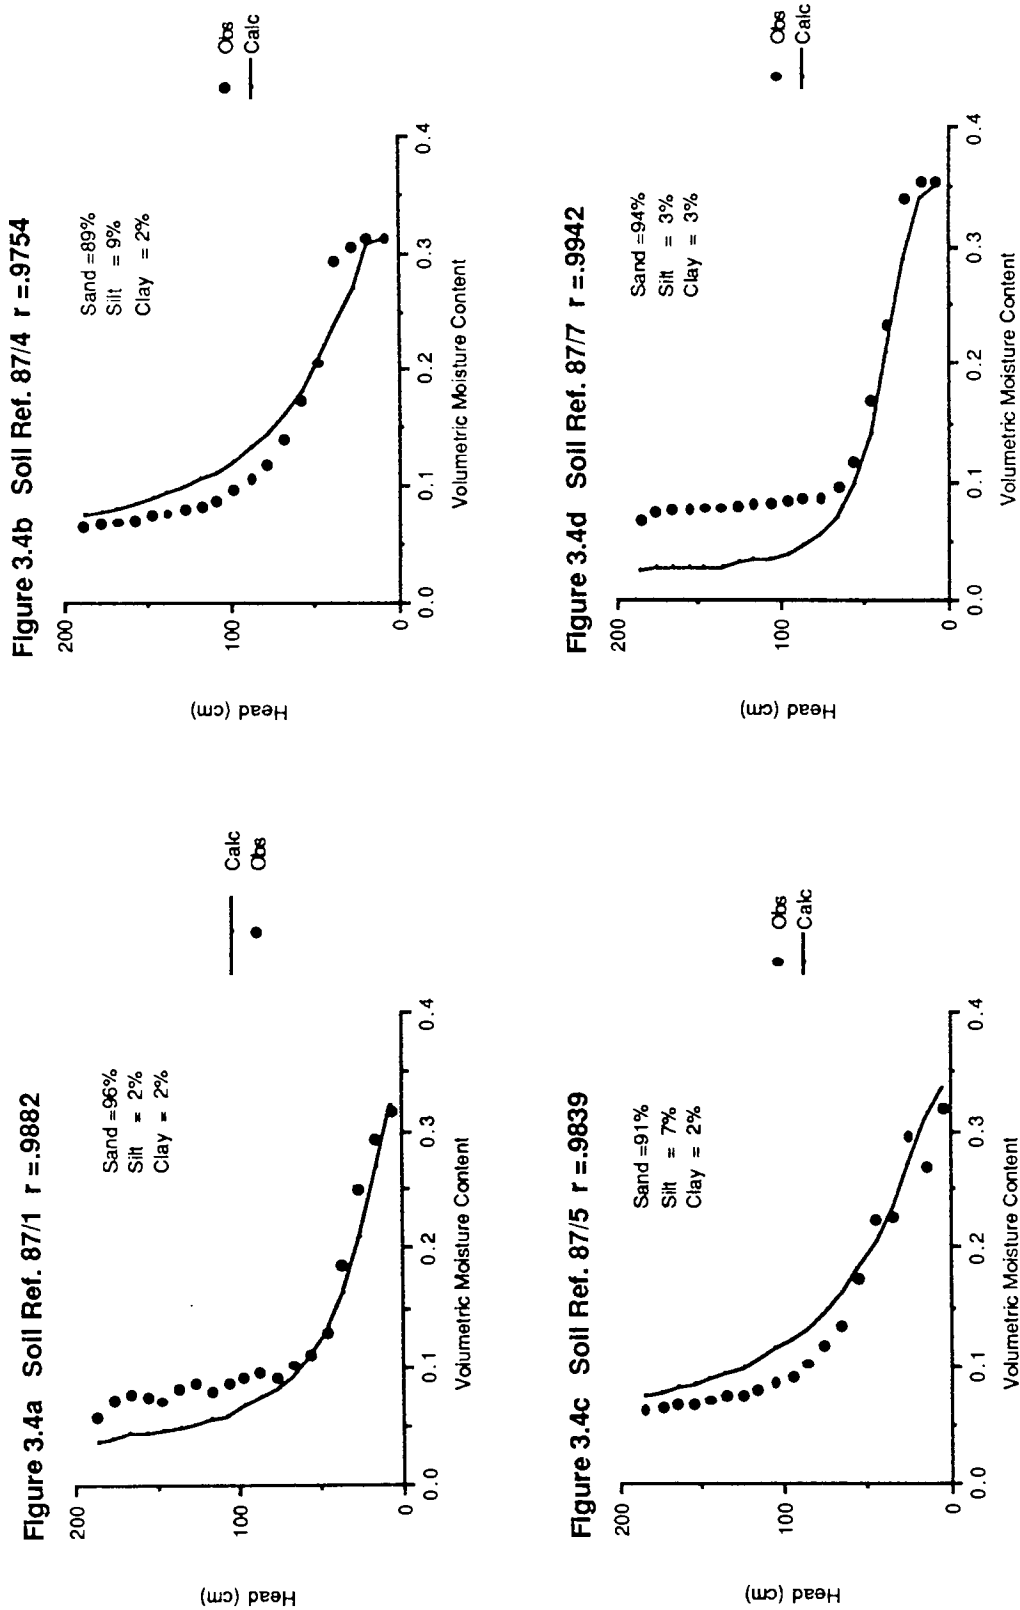 Figure 3.4a Soil Ref. 87/1 r =.9882
Sand =96%
Silt = 2%
Clay = 2%
Calc
Obs
200
100
0
Head (cm)
0.0 0.1 0.2 0.3 0.4
Volumetric Moisture Content
Figure 3.4b Soil Ref. 87/4 r =.9754
Sand =89%
Silt = 9%
Clay = 2%
Obs
Calc
200
100
0
Head (cm)
0.0 0.1 0.2 0.3 0.4
Volumetric Moisture Content
Figure 3.4c Soil Ref. 87/5 r =.9839
Sand =91%
Silt = 7%
Clay = 2%
Obs
Calc
200
100
0
Head (cm)
0.0 0.1 0.2 0.3 0.4
Volumetric Moisture Content
Figure 3.4d Soil Ref. 87/7 r =.9942
Sand =94%
Silt = 3%
Clay = 3%
Obs
Calc
200
100
0
Head (cm)
0.0 0.1 0.2 0.3 0.4
Volumetric Moisture Content